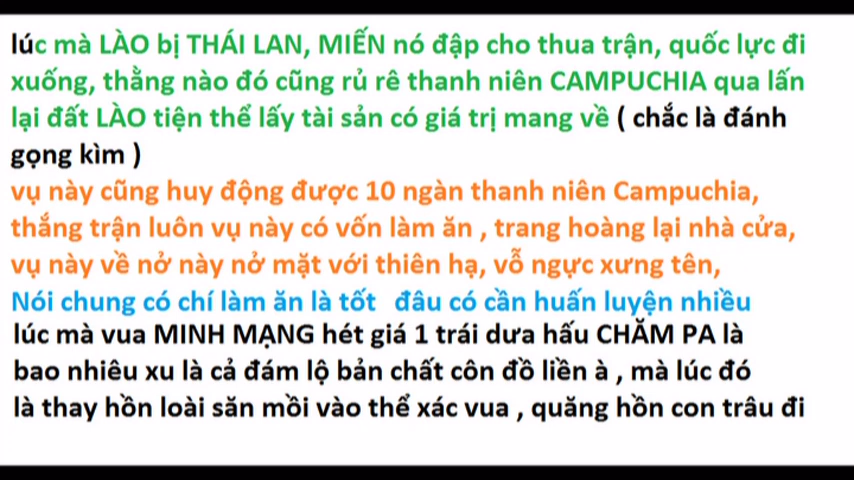 lúc mà LÀO bị THÁI LAN, MIẾN nó đập cho thua trận, quốc lực đi
xuống, thằng nào đó cũng rủ rê thanh niên CAMPUCHIA qua lấn
lại đất LÀO tiện thể lấy tài sản có giá trị mang về ( chắc là đánh
gọng kìm )
vụ này cũng huy động được 10 ngàn thanh niên Campuchia,
thắng trận luôn vụ này có vốn làm ăn , trang hoàng lại nhà cửa,
vụ này về nở này nở mặt với thiên hạ, vỗ ngực xưng tên,
Nói chung có chí làm ăn là tốt đâu có cần huấn luyện nhiều
lúc mà vua MINH MẠNG hét giá 1 trái dưa hấu CHĂM PA là
bao nhiêu xu là cả đám lộ bản chất côn đồ liền à , mà lúc đó
là thay hồn loài săn mồi vào thể xác vua , quăng hồn con trâu đi